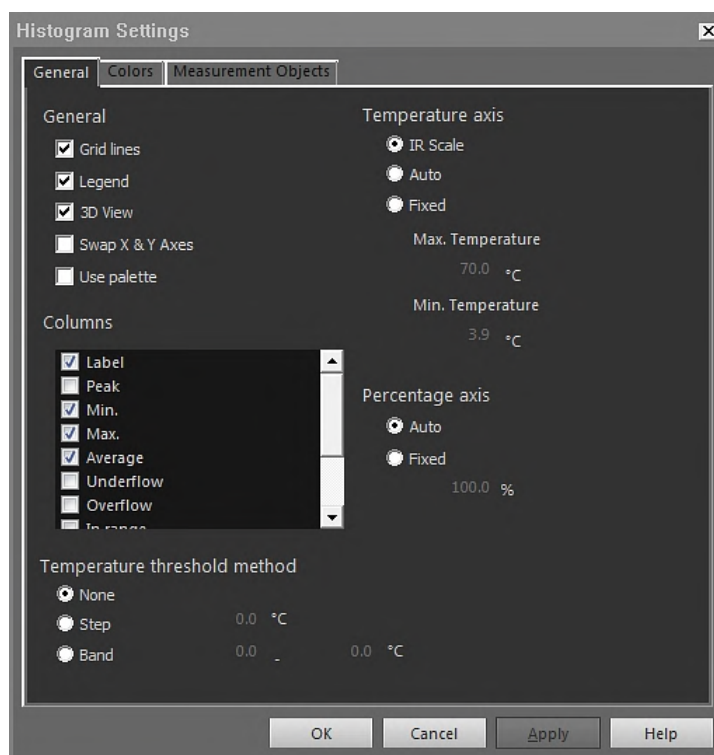 Histogram Settings
General Colors Measurement Objects
General
Grid lines
Legend
3D View
Swap X & Y Axes
Use palette
Columns
Label
Peak
Min.
Max.
Average
Underflow
Overflow
In range
Temperature threshold method
None
Step 0.0 °C
Band 0.0 - 0.0 °C
Temperature axis
IR Scale
Auto
Fixed
Max. Temperature
70.0 °C
Min. Temperature
3.9 °C
Percentage axis
Auto
Fixed
100.0 %
OK Cancel Apply Help